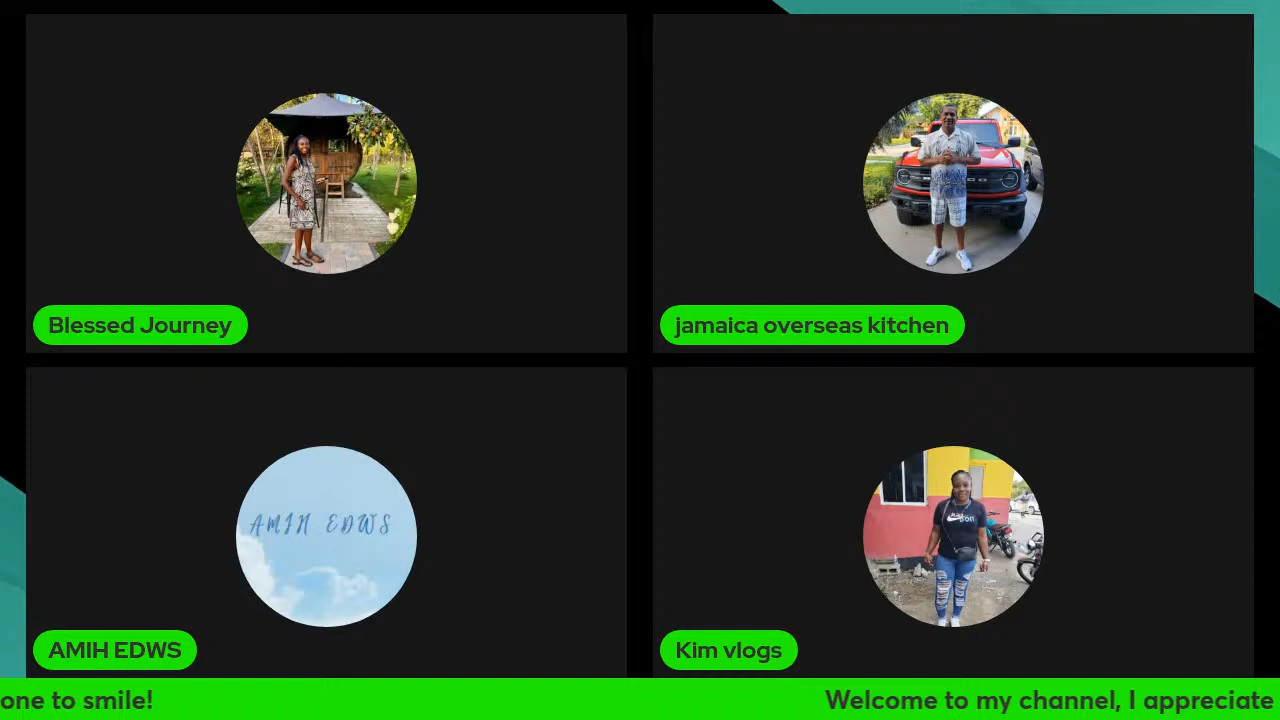 Blessed Journey
jamaica overseas kitchen
AMIH EDWS
AMIH EDWS
Kim vlogs
one to smile!
Welcome to my channel, I appreciate